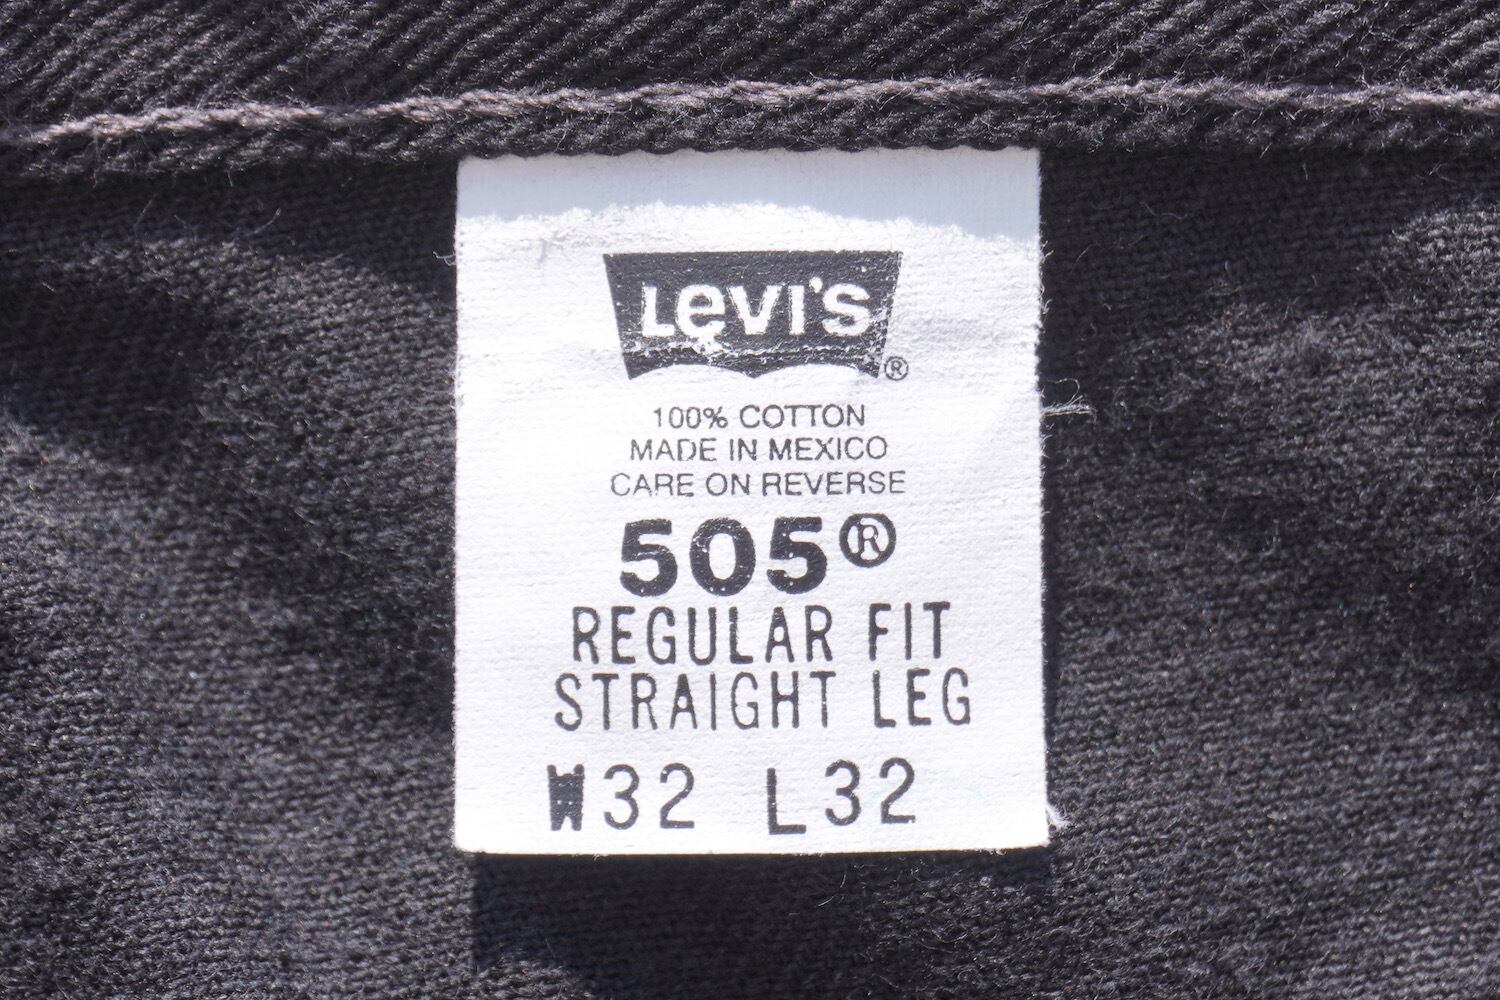 LEVI'S
®
100% COTTON
MADE IN MEXICO
CARE ON REVERSE
505®
REGULAR FIT
STRAIGHT LEG
W32 L32